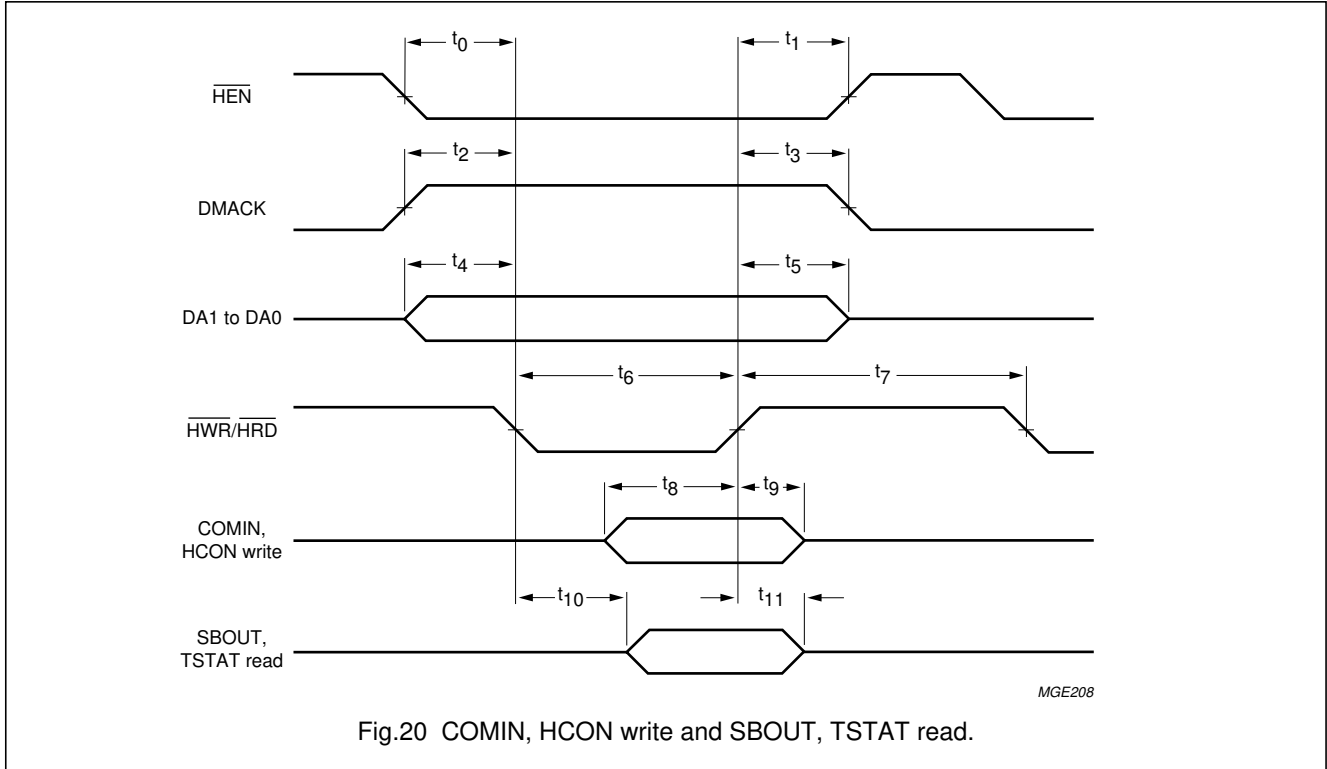 t0
t1
HEN
t2
t3
DMACK
t4
t5
DA1 to DA0
t6
t7
HWR/HRD
t8
t9
COMIN,
HCON write
t10
t11
SBOUT,
TSTAT read
MGE208
Fig.20 COMIN, HCON write and SBOUT, TSTAT read.